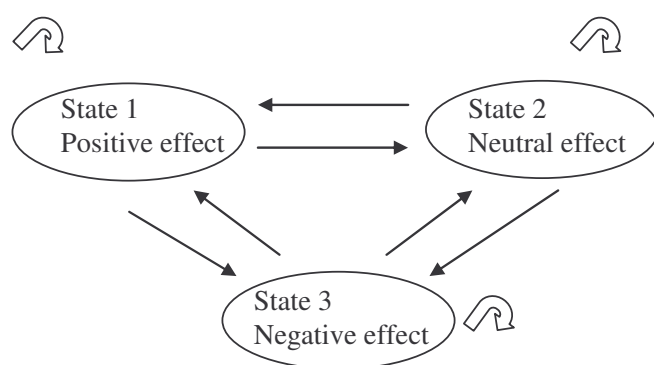 State 1
Positive effect
State 2
Neutral effect
State 3
Negative effect